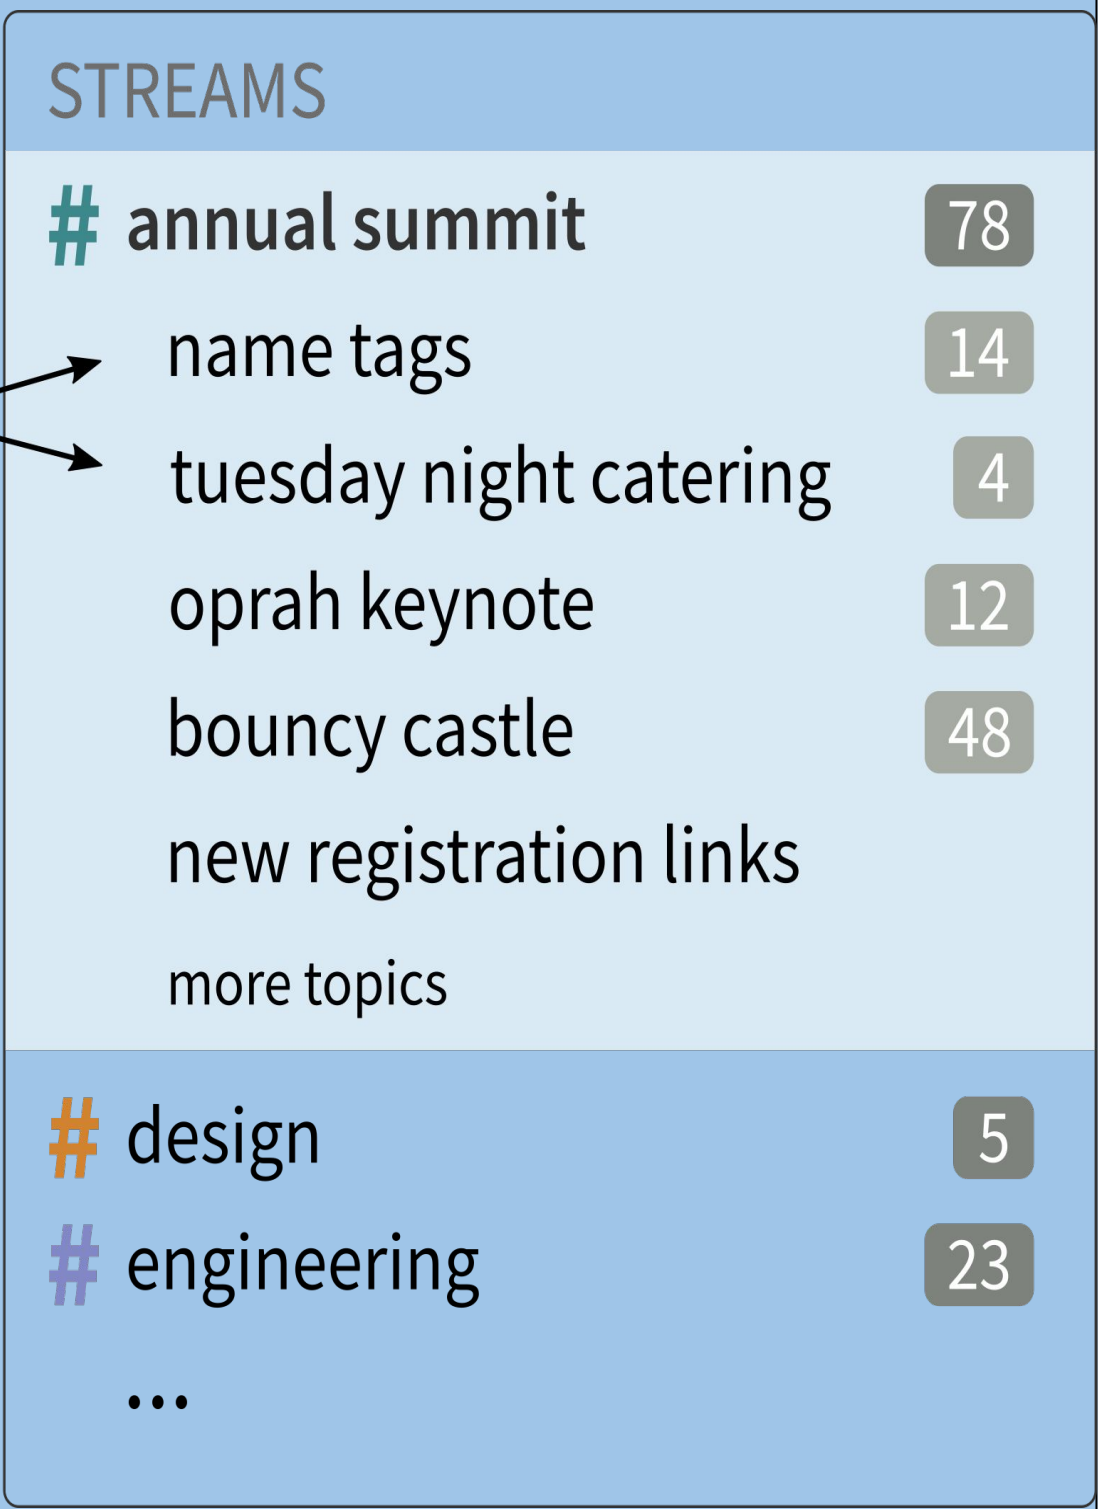 STREAMS
# annual summit 78
name tags 14
tuesday night catering 4
oprah keynote 12
bouncy castle 48
new registration links
more topics
# design 5
# engineering 23
...